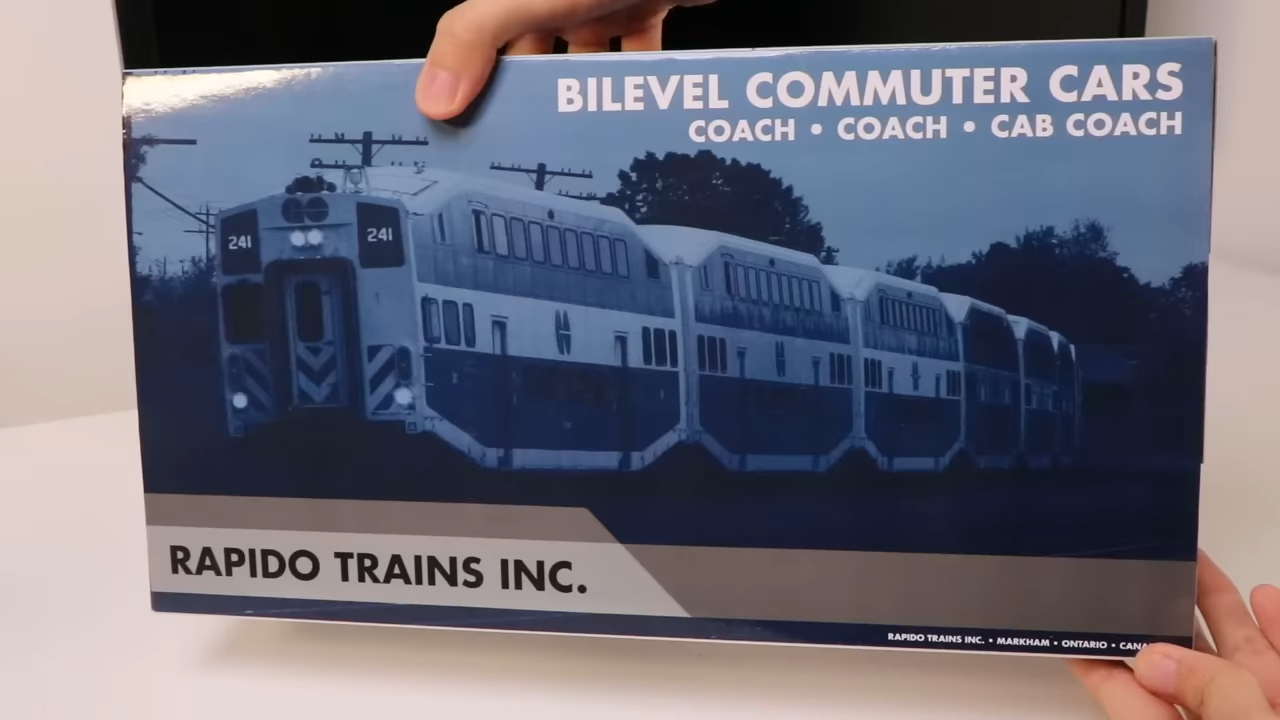 BILEVEL COMMUTER CARS
COACH • COACH • CAB COACH
241 241
RAPIDO TRAINS INC.
RAPIDO TRAINS INC. • MARKHAM • ONTARIO •